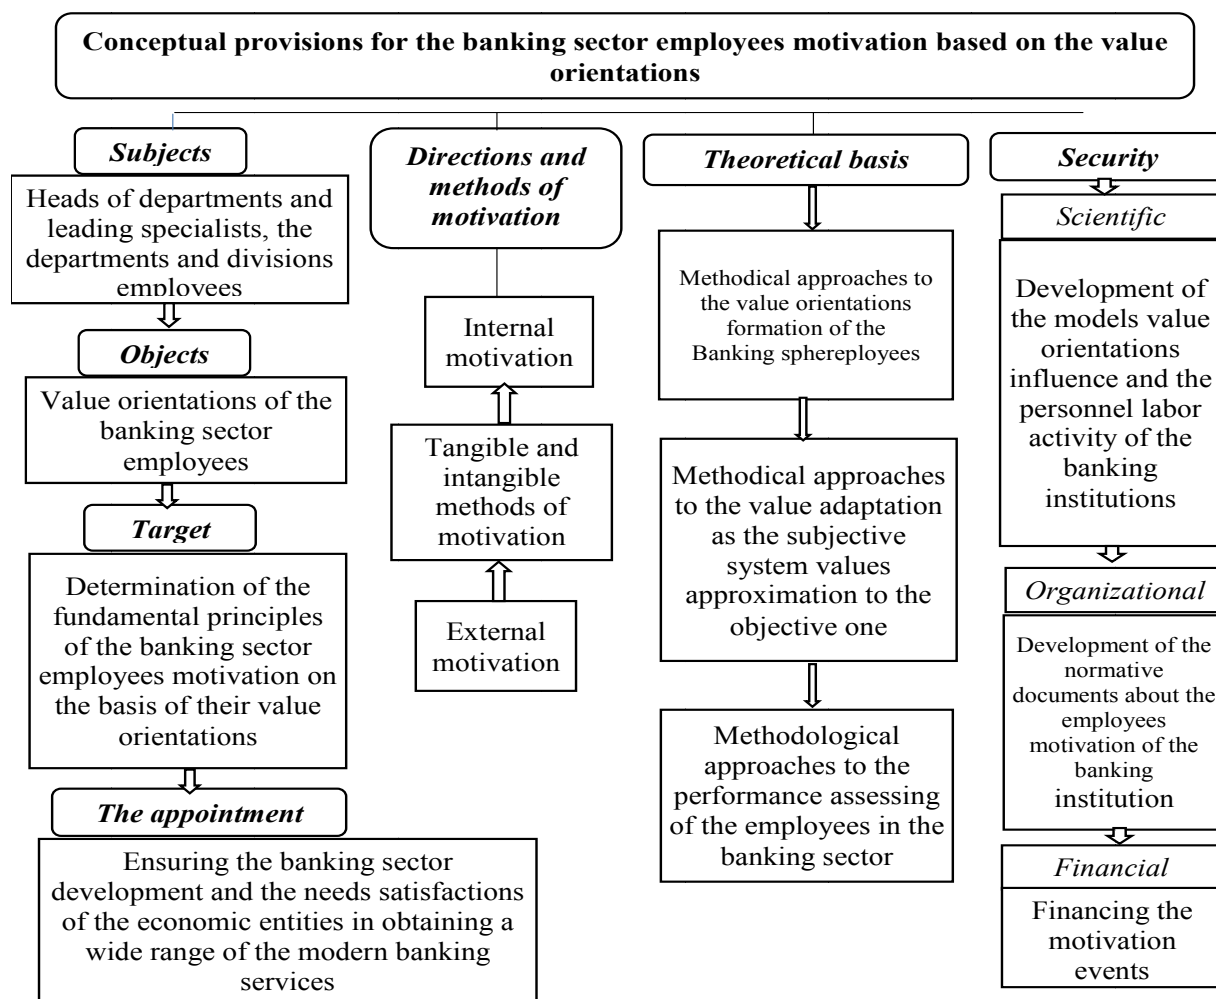 Conceptual provisions for the banking sector employees motivation based on the value
orientations
Subjects
Heads of departments and
leading specialists, the
departments and divisions
employees
Objects
Value orientations of the
banking sector
employees
Target
Determination of the
fundamental principles
of the banking sector
employees motivation on
the basis of their value
orientations
The appointment
Ensuring the banking sector
development and the needs satisfactions
of the economic entities in obtaining a
wide range of the modern banking
services
Directions and
methods of
motivation
Internal
motivation
Tangible and
intangible
methods of
motivation
External
motivation
Theoretical basis
Methodical approaches to
the value orientations
formation of the
Banking sphereployees
Methodical approaches
to the value adaptation
as the subjective
system values
approximation to the
objective one
Methodological
approaches to the
performance assessing
of the employees in the
banking sector
Security
Scientific
Development of
the models value
orientations
influence and the
personnel labor
activity of the
banking
institutions
Organizational
Development of the
normative
documents about the
employees
motivation of the
banking
institution
Financial
Financing the
motivation
events